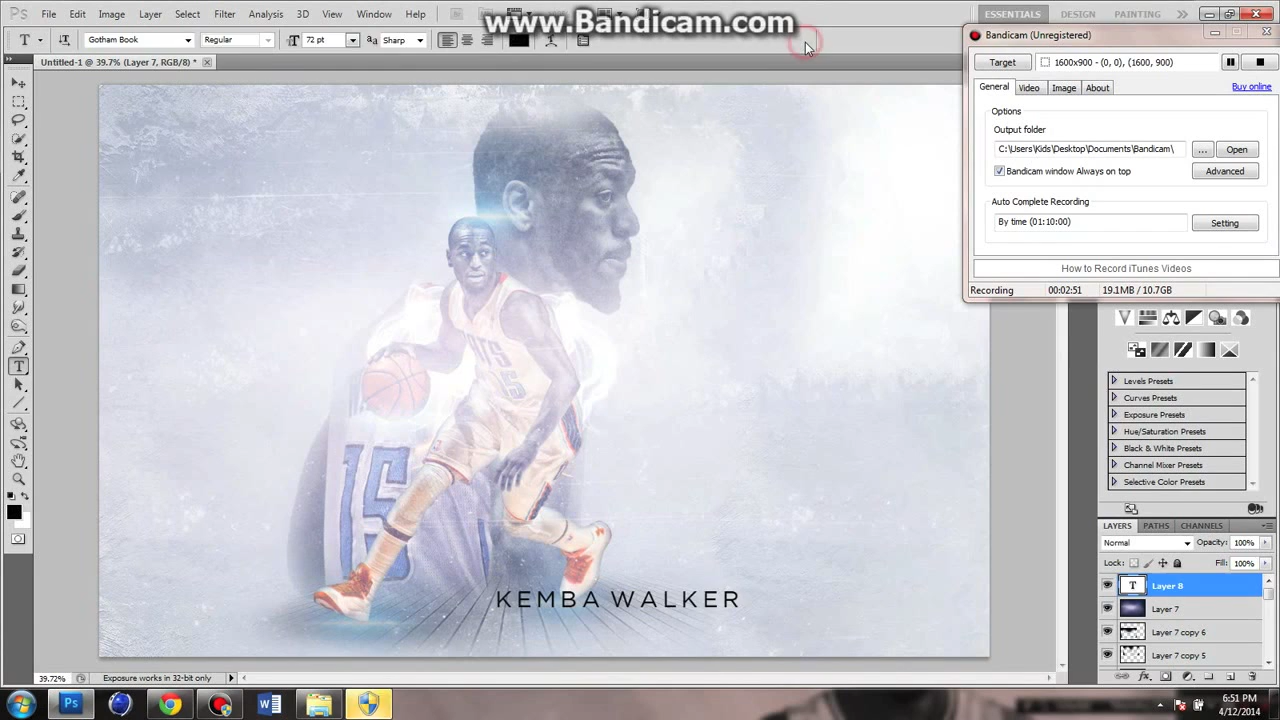 www.Bandicam.com
Ps File Edit Image Layer Select Filter Analysis 3D View Window Help
ESSENTIALS DESIGN PAINTING
T Gotham Book Regular 72 pt Sharp
Untitled-1 @ 39.7% (Layer 7, RGB/8) *
Bandicam (Unregistered)
Target 1600x900 - (0, 0), (1600, 900)
General Video Image About Buy online
Options
Output folder
C:\Users\Kids\Desktop\Documents\Bandicam\ ... Open
Bandicam window Always on top Advanced
Auto Complete Recording
By time (01:10:00) Setting
How to Record iTunes Videos
Recording 00:02:51 19.1MB / 10.7GB
15
KEMBA WALKER
Levels Presets
Curves Presets
Exposure Presets
Hue/Saturation Presets
Black & White Presets
Channel Mixer Presets
Selective Color Presets
LAYERS PATHS CHANNELS
Normal Opacity: 100%
Lock: Fill: 100%
T Layer 8
Layer 7
Layer 7 copy 6
Layer 7 copy 5
39.72% Exposure works in 32-bit only
Ps W
6:51 PM
4/12/2014